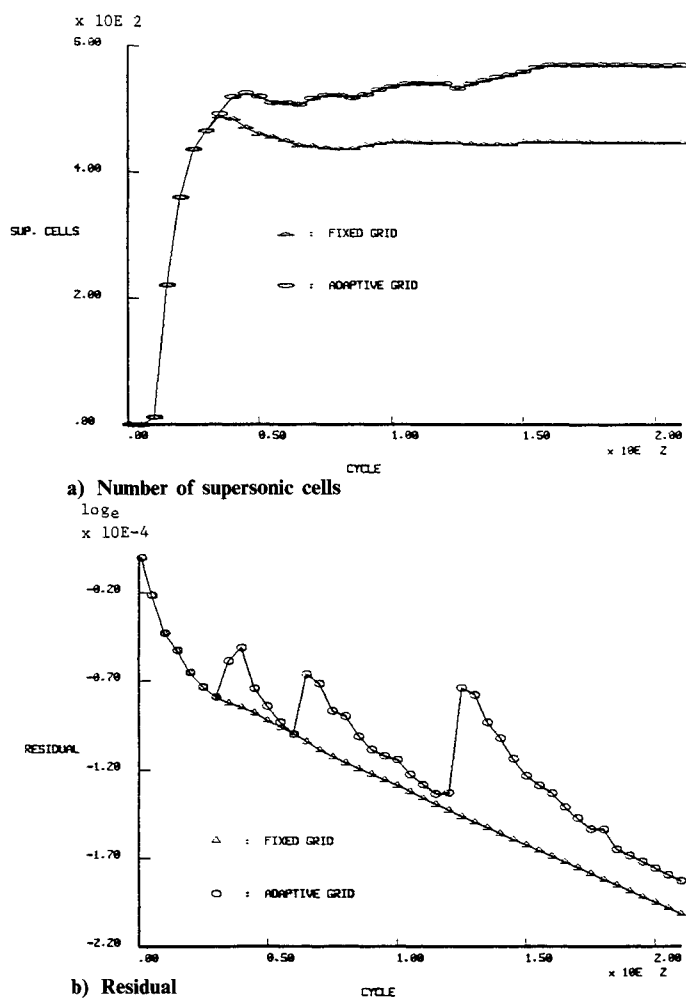 x 10E 2
6.00
4.00
SUP. CELLS
: FIXED GRID
2.00
: ADAPTIVE GRID
.00
.00 0.50 1.00 1.50 2.00
x 10E Z
CYCLE
a) Number of supersonic cells
loge
x 10E-4
-0.20
-0.70
RESIDUAL
-1.20
: FIXED GRID
-1.70
: ADAPTIVE GRID
-2.20
.00 0.50 1.00 1.50 2.00
x 10E Z
b) Residual
CYCLE